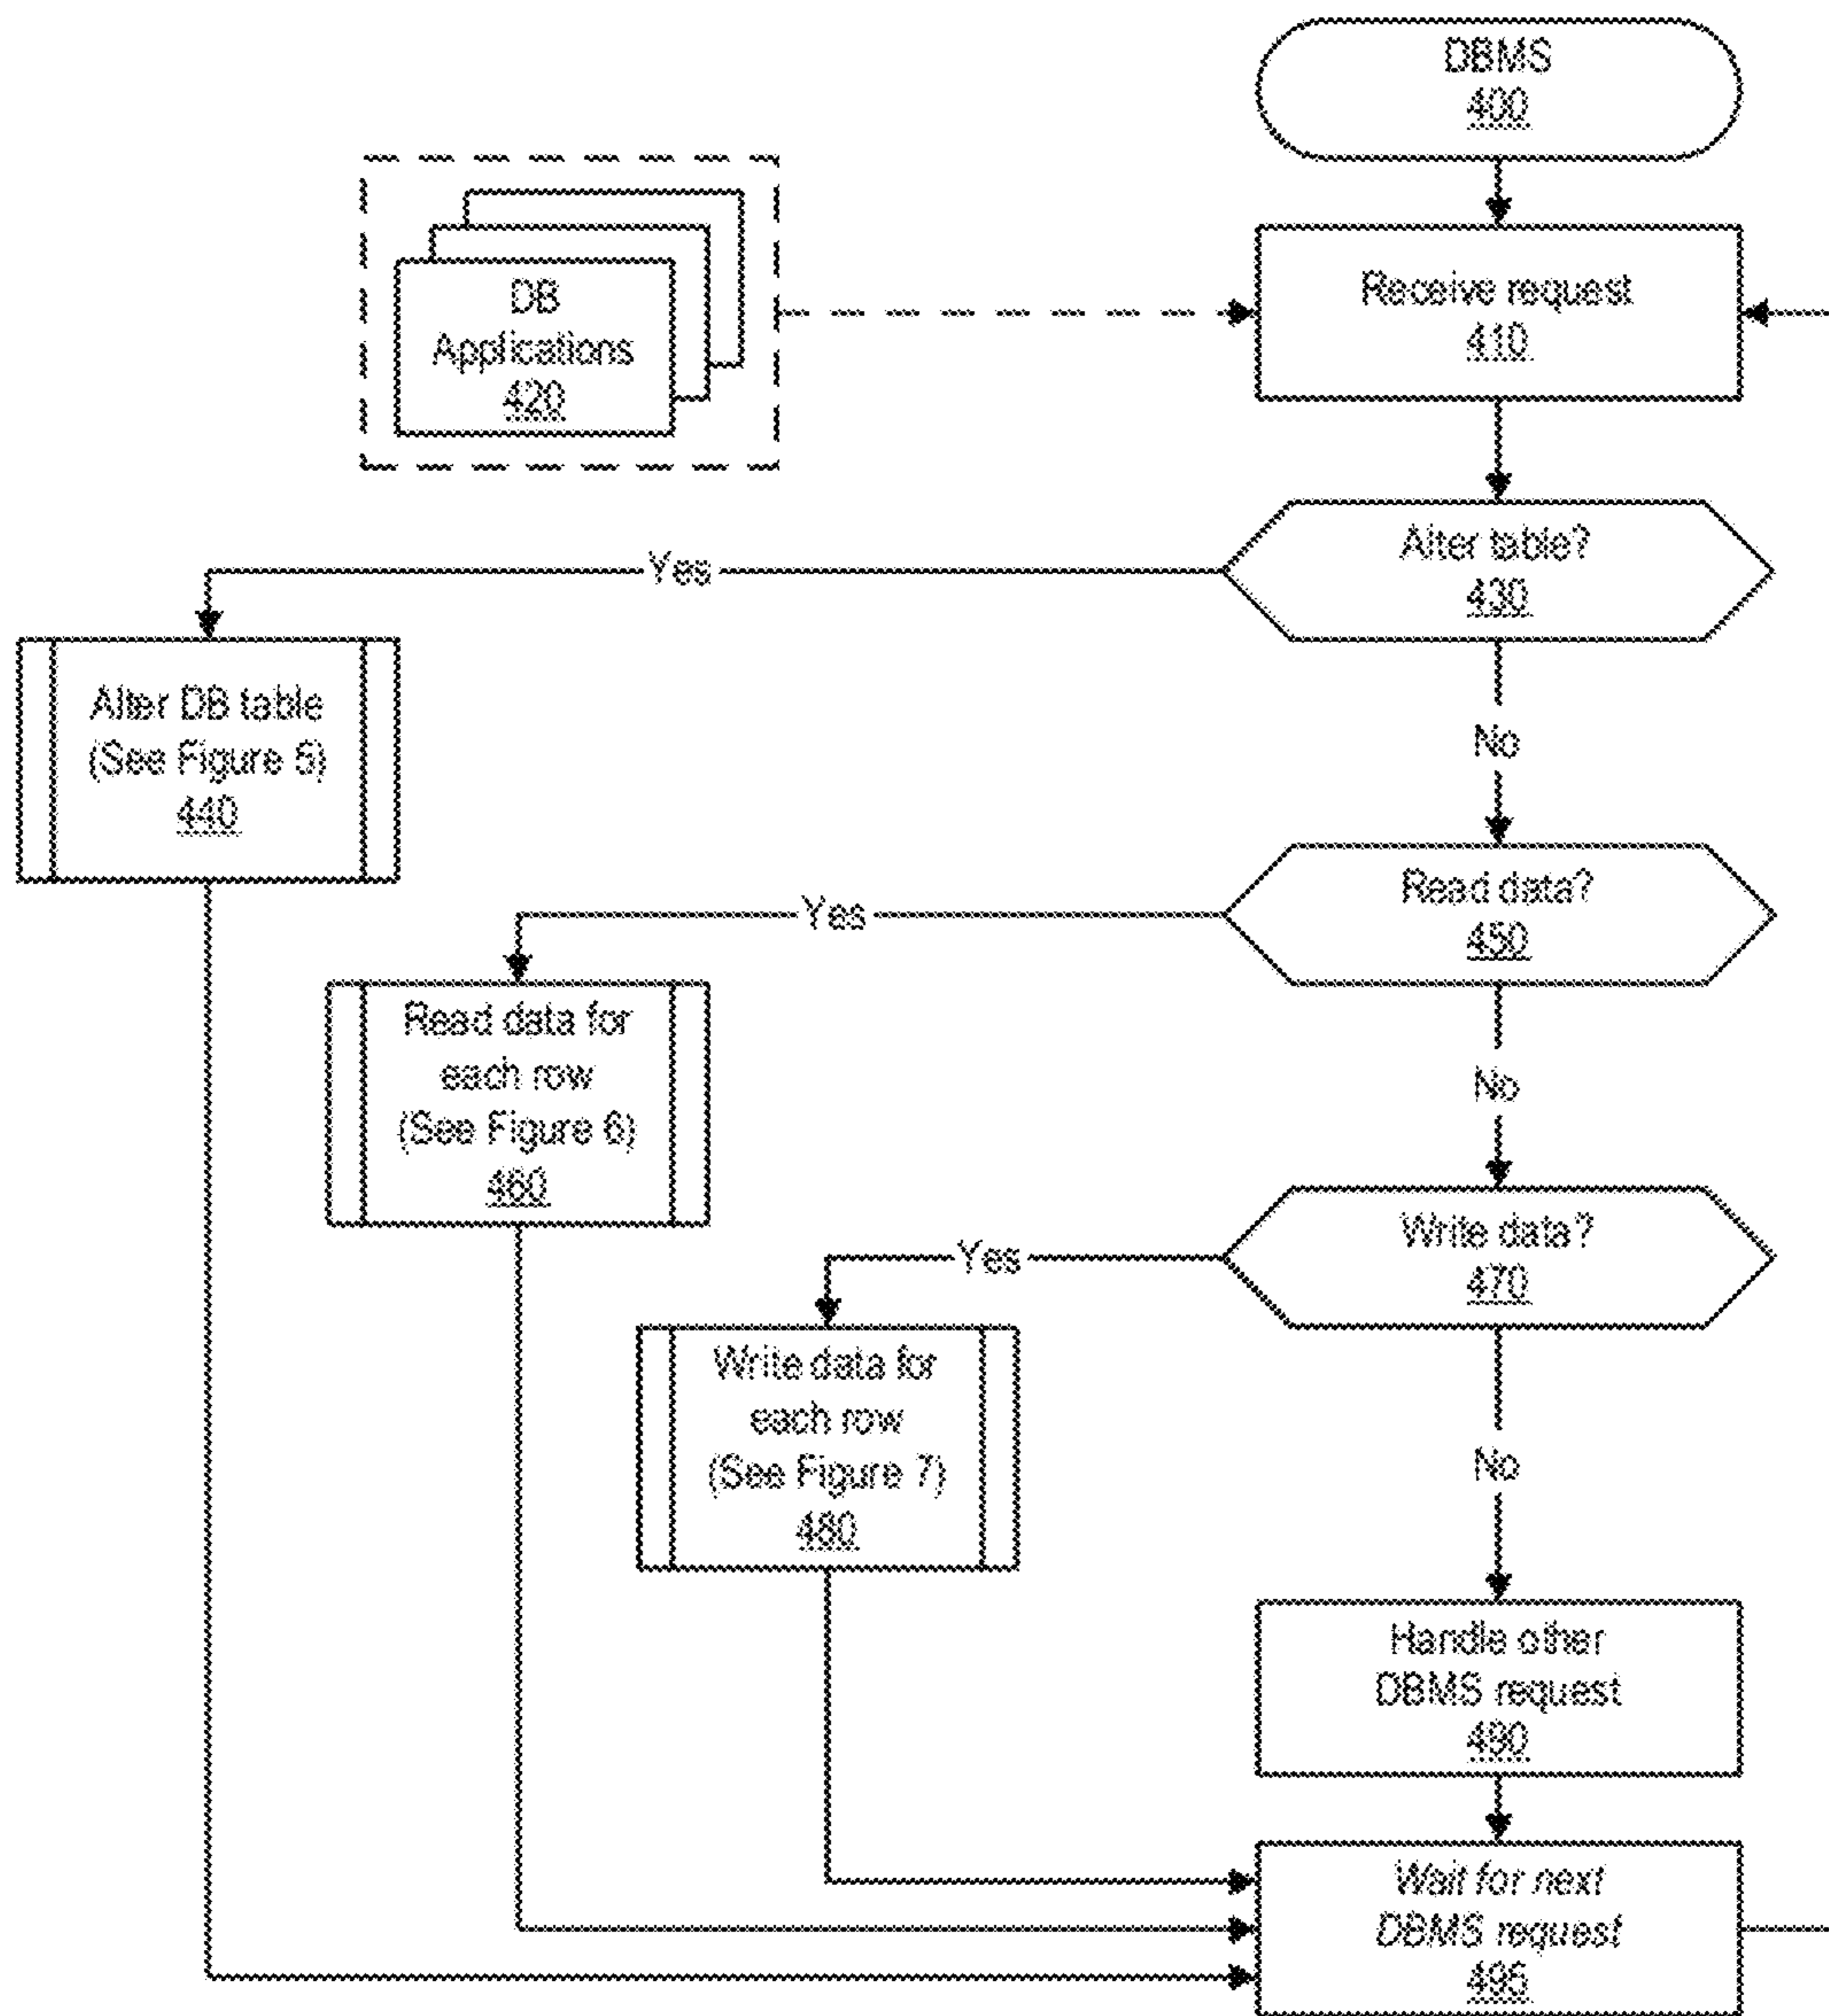 DBMS
400
DB
Applications
420
Receive request
410
Alter table?
430
Yes
Alter DB table
(See Figure 5)
440
No
Read data?
450
Yes
Read data for
each row
(See Figure 6)
460
No
Write data?
470
Yes
Write data for
each row
(See Figure 7)
480
No
Handle other
DBMS request
490
Wait for next
DBMS request
495